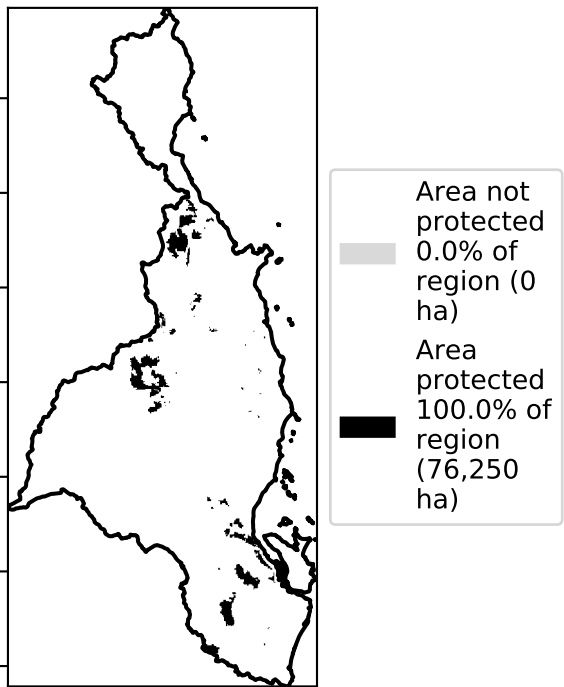 Area not
protected
0.0% of
region (0
ha)
Area
protected
100.0% of
region
(76,250
ha)